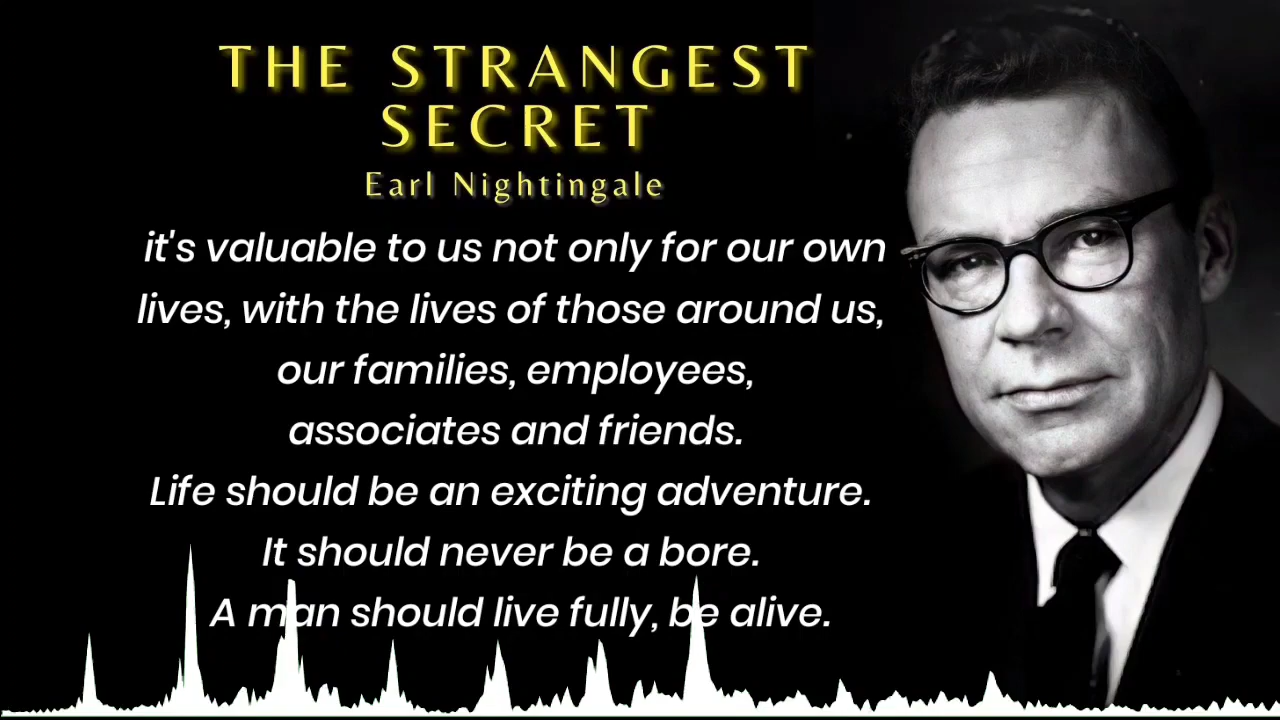 THE STRANGEST
SECRET
Earl Nightingale
it's valuable to us not only for our own
lives, with the lives of those around us,
our families, employees,
associates and friends.
Life should be an exciting adventure.
It should never be a bore.
A man should live fully, be alive.